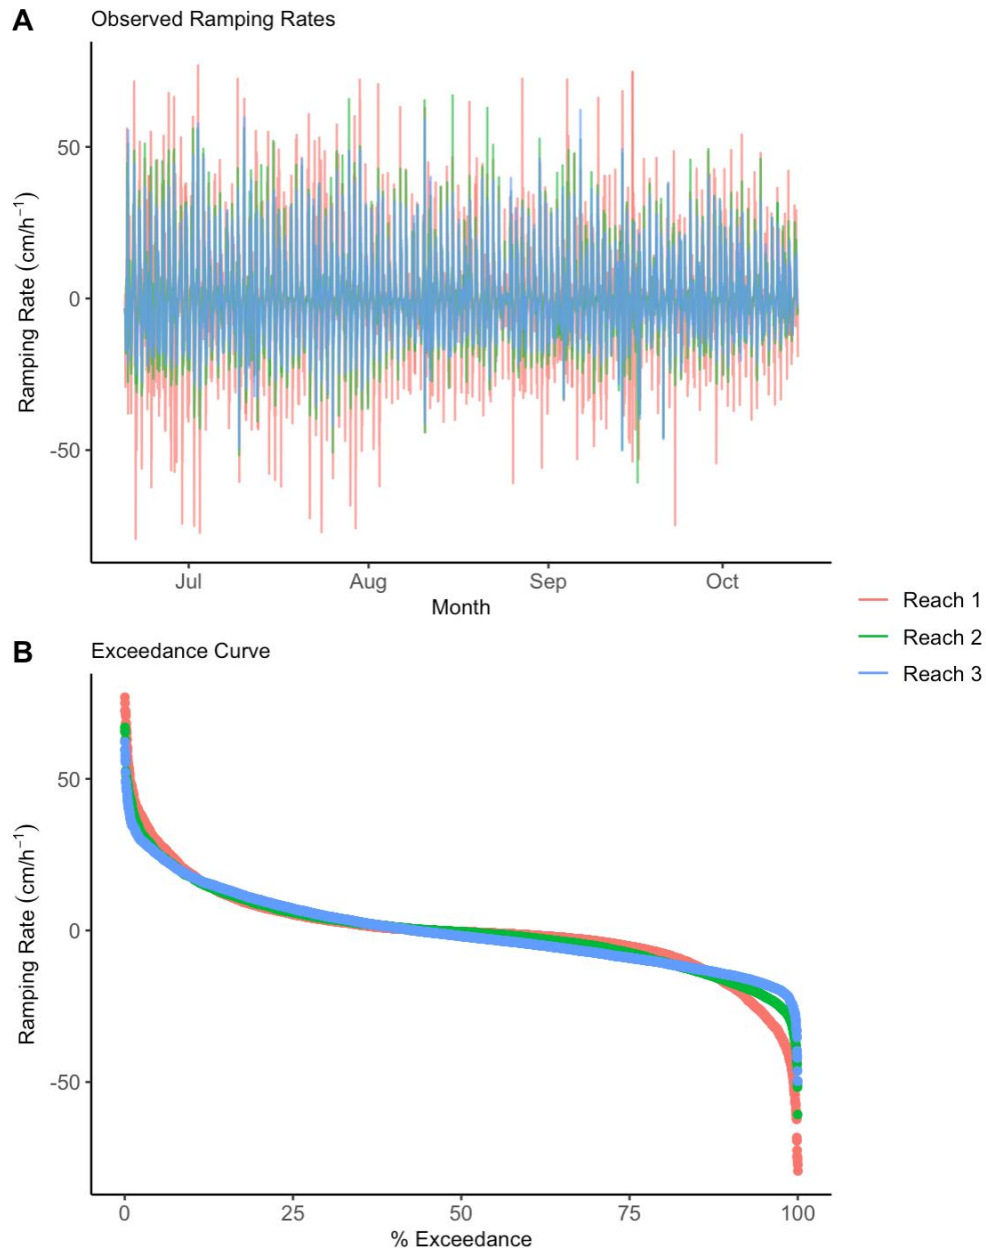 A
Observed Ramping Rates
Ramping Rate (cm/h⁻¹)
50
0
-50
Jul Aug Sep Oct
Month
Reach 1
Reach 2
Reach 3
B
Exceedance Curve
Ramping Rate (cm/h⁻¹)
50
0
-50
0 25 50 75 100
% Exceedance